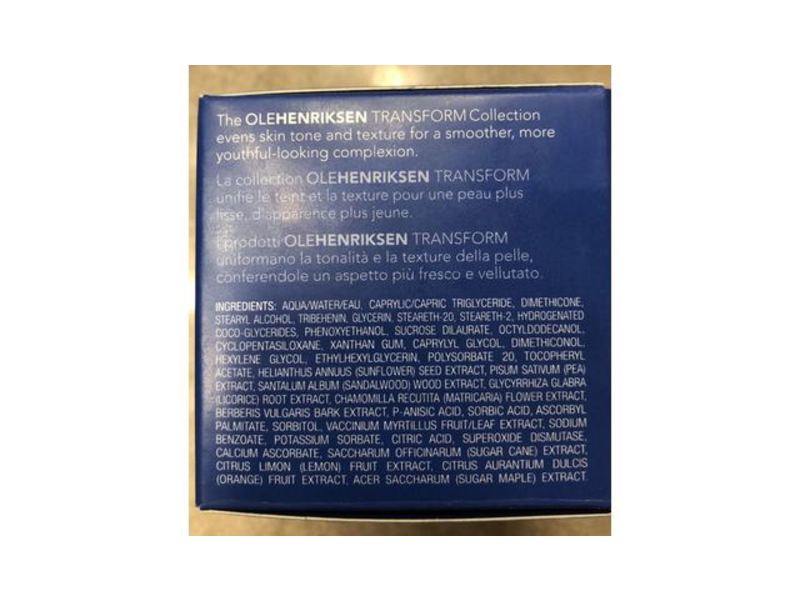 The OLEHENRIKSEN TRANSFORM Collection
evens skin tone and texture for a smoother, more
youthful-looking complexion.
La collection OLEHENRIKSEN TRANSFORM
unifie le teint et la texture pour une peau plus
lisse, d'apparence plus jeune.
I prodotti OLEHENRIKSEN TRANSFORM
uniformano la tonalità e la texture della pelle,
conferendole un aspetto più fresco e vellutato.
INGREDIENTS: AQUA/WATER/EAU, CAPRYLIC/CAPRIC TRIGLYCERIDE, DIMETHICONE,
STEARYL ALCOHOL, TRIBEHENIN, GLYCERIN, STEARETH-20, STEARETH-2, HYDROGENATED
COCO-GLYCERIDES, PHENOXYETHANOL, SUCROSE DILAURATE, OCTYLDODECANOL,
CYCLOPENTASILOXANE, XANTHAN GUM, CAPRYLYL GLYCOL, DIMETHICONOL,
HEXYLENE GLYCOL, ETHYLHEXYLGLYCERIN, POLYSORBATE 20, TOCOPHERYL
ACETATE, HELIANTHUS ANNUUS (SUNFLOWER) SEED EXTRACT, PISUM SATIVUM (PEA)
EXTRACT, SANTALUM ALBUM (SANDALWOOD) WOOD EXTRACT, GLYCYRRHIZA GLABRA
(LICORICE) ROOT EXTRACT, CHAMOMILLA RECUTITA (MATRICARIA) FLOWER EXTRACT,
BERBERIS VULGARIS BARK EXTRACT, P-ANISIC ACID, SORBIC ACID, ASCORBYL
PALMITATE, SORBITOL, VACCINIUM MYRTILLUS FRUIT/LEAF EXTRACT, SODIUM
BENZOATE, POTASSIUM SORBATE, CITRIC ACID, SUPEROXIDE DISMUTASE,
CALCIUM ASCORBATE, SACCHARUM OFFICINARUM (SUGAR CANE) EXTRACT,
CITRUS LIMON (LEMON) FRUIT EXTRACT, CITRUS AURANTIUM DULCIS
(ORANGE) FRUIT EXTRACT, ACER SACCHARUM (SUGAR MAPLE) EXTRACT.